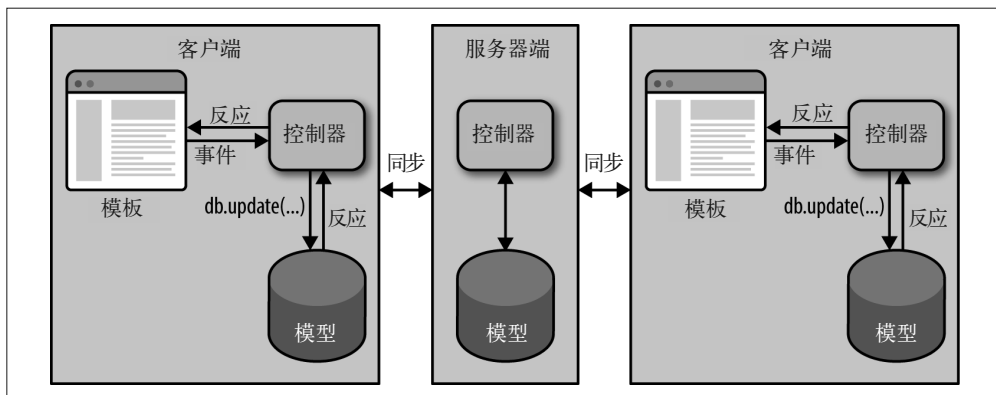 客户端
反应
事件
控制器
模板
db.update(...)
反应
模型
同步
服务器端
控制器
模型
同步
客户端
反应
事件
控制器
模板
db.update(...)
反应
模型